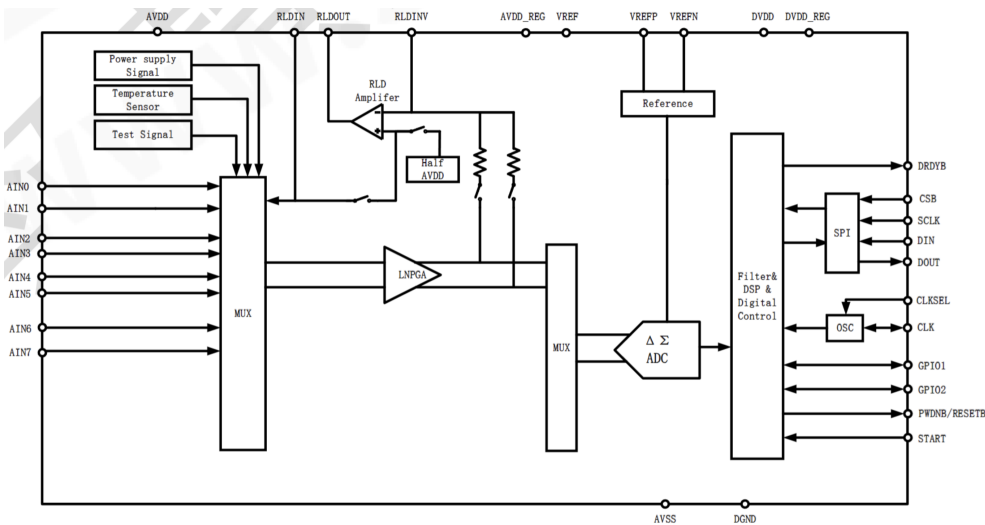 AVDD
RLDIN
RLDOUT
RLDINV
AVDD_REG
VREF
VREFP
VREFN
DVDD
DVDD_REG
Power supply
Signal
Temperature
Sensor
Test Signal
RLD
Amplifer
Half
AVDD
Reference
AIN0
AIN1
AIN2
AIN3
AIN4
AIN5
AIN6
AIN7
MUX
LNPGA
MUX
Δ Σ
ADC
Filter&
DSP &
Digital
Control
SPI
OSC
DRDYB
CSB
SCLK
DIN
DOUT
CLKSEL
CLK
GPIO1
GPIO2
PWDNB/RESETB
START
AVSS
DGND